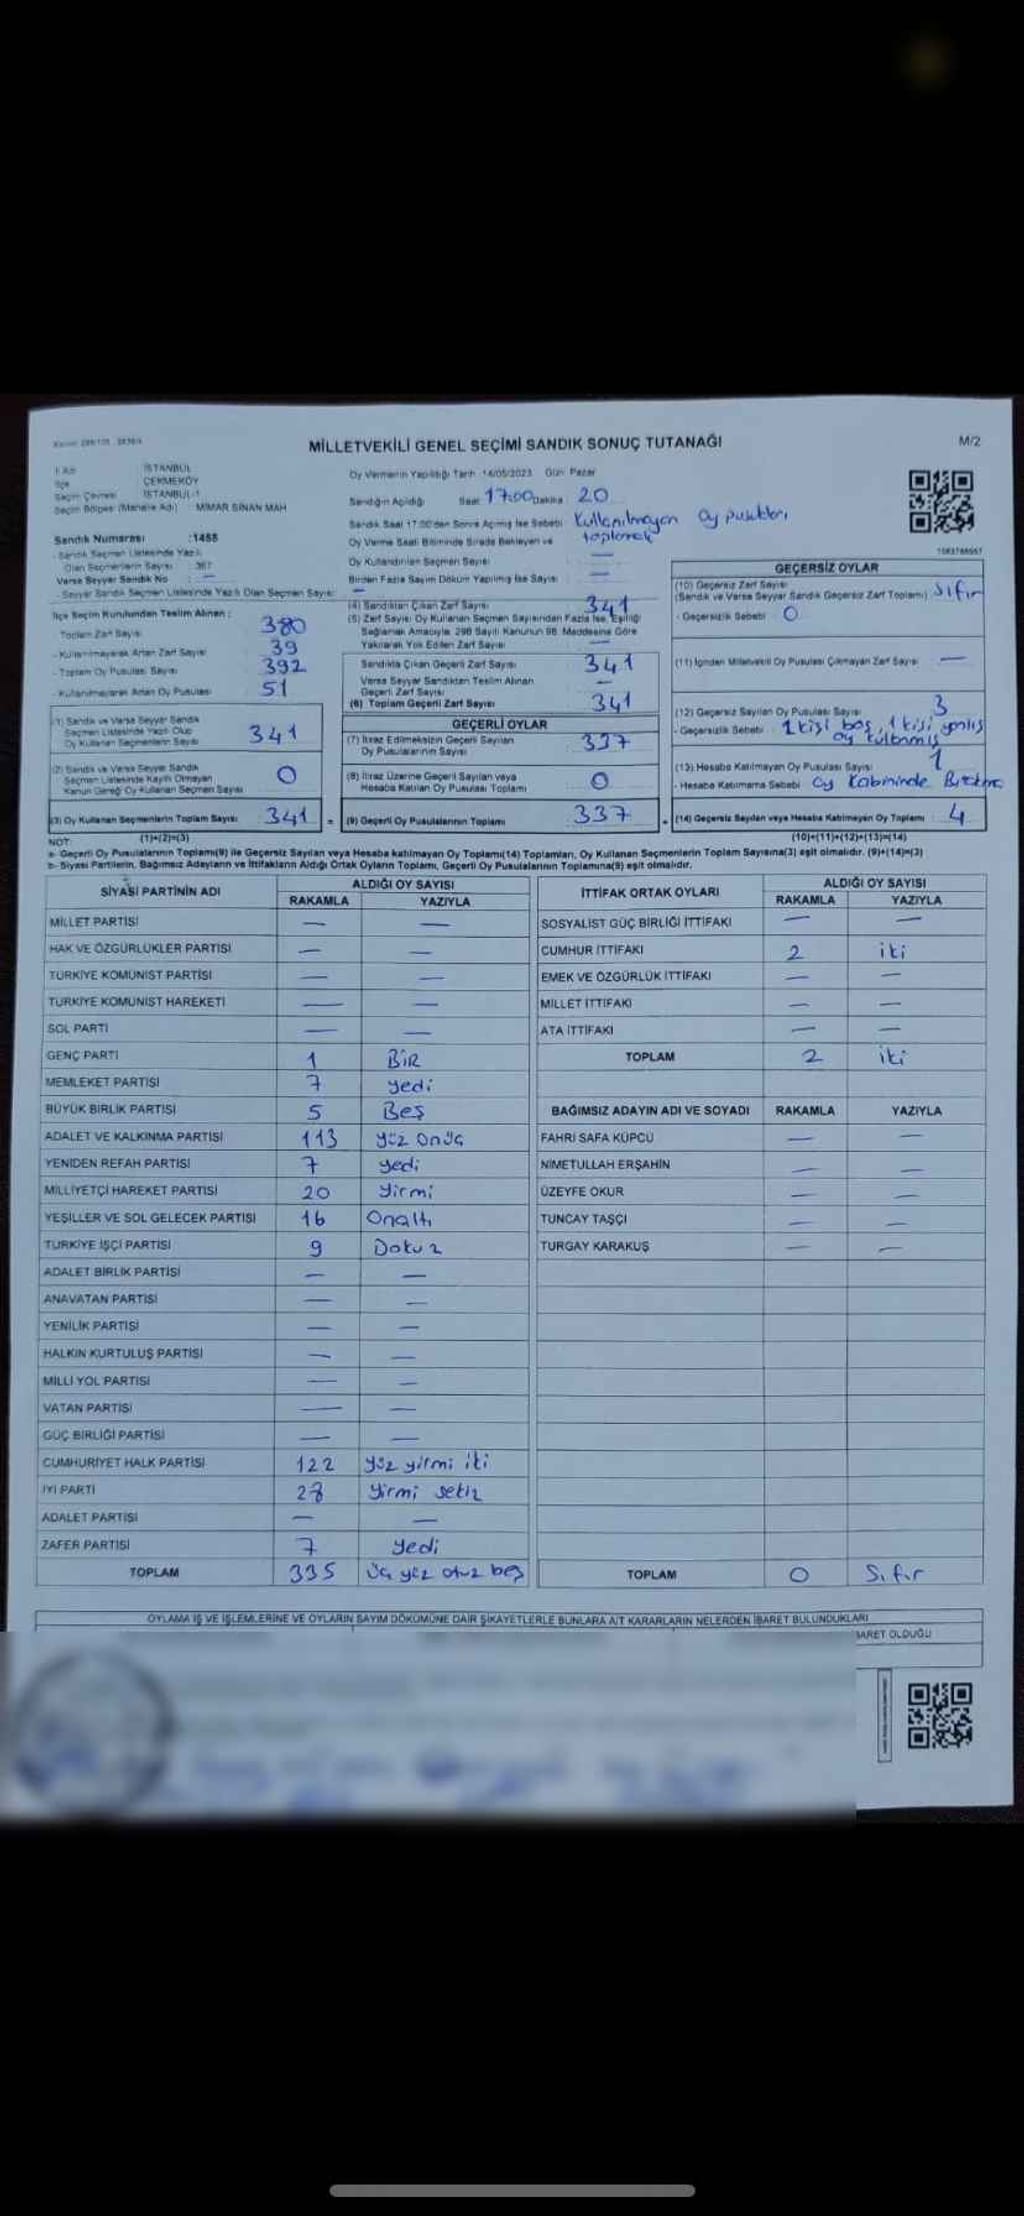 MİLLETVEKİLİ GENEL SEÇİMİ SANDIK SONUÇ TUTANAĞI
M/2
İli Adı İSTANBUL
İlçe ÇEKMEKÖY
Seçim Çevresi İSTANBUL-1
Seçim Bölgesi (Mahalle Adı) : MİMAR SİNAN MAH
Sandık Numarası :1488
- Sandık Seçmen Listesinde Yazılı
Olan Seçmenlerin Sayısı : 367
Varsa Seyyar Sandık No : —
- Seyyar Sandık Seçmen Listesinde Yazılı Olan Seçmen Sayısı: —
İlçe Seçim Kurulundan Teslim Alınan :
Toplam Zarf Sayısı 380
- Kullanılmayarak Artan Zarf Sayısı 39
- Toplam Oy Pusulası Sayısı 392
- Kullanılmayarak Artan Oy Pusulası 51
(1) Sandık ve Varsa Seyyar Sandık
Seçmen Listesinde Yazılı Olup
Oy Kullanan Seçmenlerin Sayısı 341
(2) Sandık ve Varsa Seyyar Sandık
Seçmen Listesinde Kayıtlı Olmayan
Kanun Gereği Oy Kullanan Seçmen Sayısı 0
(3) Oy Kullanan Seçmenlerin Toplam Sayısı 341 =
(1)+(2)=(3)
Oy Vermenin Yapıldığı Tarih 14/05/2023 Gün: Pazar
Sandığın Açıldığı Saat 17:00 Dakika 20
Sandık Saat 17:00'den Sonra Açılmış İse Sebebi Kullanılmayan oy pusulaları
toplamak
Oy Verme Saati Bitiminde Sırada Bekleyen ve
Oy Kullandırılan Seçmen Sayısı —
Birden Fazla Sayım Döküm Yapılmış İse Sayısı —
(4) Sandıktan Çıkan Zarf Sayısı 341
(5) Zarf Sayısı Oy Kullanan Seçmen Sayısından Fazla İse, Eşitliği
Sağlamak Amacıyla 298 Sayılı Kanunun 98. Maddesine Göre
Yakılarak Yok Edilen Zarf Sayısı —
Sandıkta Çıkan Geçerli Zarf Sayısı 341
Varsa Seyyar Sandıktan Teslim Alınan
Geçerli Zarf Sayısı —
(6) Toplam Geçerli Zarf Sayısı 341
GEÇERLİ OYLAR
(7) İtiraz Edilmeksizin Geçerli Sayılan
Oy Pusulalarının Sayısı 337
(8) İtiraz Üzerine Geçerli Sayılan veya
Hesaba Katılan Oy Pusulası Toplamı 0
(9) Geçerli Oy Pusulalarının Toplamı 337 +
GEÇERSİZ OYLAR
(10) Geçersiz Zarf Sayısı
(Sandık ve Varsa Seyyar Sandık Geçersiz Zarf Toplamı) Sıfır
- Geçersizlik Sebebi 0
(11) İçinden Milletvekili Oy Pusulası Çıkmayan Zarf Sayısı —
(12) Geçersiz Sayılan Oy Pusulası Sayısı 3
- Geçersizlik Sebebi 2 kişi boş, 1 kişi yanlış
oy kullanmış
(13) Hesaba Katılmayan Oy Pusulası Sayısı 1
- Hesaba Katılmama Sebebi Oy Kabininde
(14) Geçersiz Sayılan veya Hesaba Katılmayan Oy Toplamı 4
(10)+(11)+(12)+(13)=(14)
NOT:
a- Geçerli Oy Pusulalarının Toplamı(9) ile Geçersiz Sayılan veya Hesaba katılmayan Oy Toplamı(14) Toplamları, Oy Kullanan Seçmenlerin Toplam Sayısına(3) eşit olmalıdır. (9)+(14)=(3)
b- Siyasi Partilerin, Bağımsız Adayların ve İttifakların Aldığı Ortak Oyların Toplamı, Geçerli Oy Pusulalarının Toplamına(9) eşit olmalıdır.
SİYASİ PARTİNİN ADI ALDIĞI OY SAYISI
RAKAMLA YAZIYLA
MİLLET PARTİSİ — —
HAK VE ÖZGÜRLÜKLER PARTİSİ — —
TÜRKİYE KOMÜNİST PARTİSİ — —
TÜRKİYE KOMÜNİST HAREKETİ — —
SOL PARTİ — —
GENÇ PARTİ 1 BİR
MEMLEKET PARTİSİ 7 yedi
BÜYÜK BİRLİK PARTİSİ 5 Beş
ADALET VE KALKINMA PARTİSİ 113 yüz onüç
YENİDEN REFAH PARTİSİ 7 yedi
MİLLİYETÇİ HAREKET PARTİSİ 20 yirmi
YEŞİLLER VE SOL GELECEK PARTİSİ 16 Onaltı
TÜRKİYE İŞÇİ PARTİSİ 9 Dokuz
ADALET BİRLİK PARTİSİ — —
ANAVATAN PARTİSİ — —
YENİLİK PARTİSİ — —
HALKIN KURTULUŞ PARTİSİ — —
MİLLİ YOL PARTİSİ — —
VATAN PARTİSİ — —
GÜÇ BİRLİĞİ PARTİSİ — —
CUMHURİYET HALK PARTİSİ 122 yüz yirmi iki
İYİ PARTİ 28 yirmi sekiz
ADALET PARTİSİ — —
ZAFER PARTİSİ 7 yedi
TOPLAM 335 üç yüz otuz beş
İTTİFAK ORTAK OYLARI ALDIĞI OY SAYISI
RAKAMLA YAZIYLA
SOSYALİST GÜÇ BİRLİĞİ İTTİFAKI — —
CUMHUR İTTİFAKI 2 iki
EMEK VE ÖZGÜRLÜK İTTİFAKI — —
MİLLET İTTİFAKI — —
ATA İTTİFAKI — —
TOPLAM 2 iki
BAĞIMSIZ ADAYIN ADI VE SOYADI RAKAMLA YAZIYLA
FAHRİ SAFA KÜPCÜ — —
NİMETULLAH ERŞAHİN — —
ÜZEYFE OKUR — —
TUNCAY TAŞÇI — —
TURGAY KARAKUŞ — —
TOPLAM 0 Sıfır
OYLAMA İŞ VE İŞLEMLERİNE VE OYLARIN SAYIM DÖKÜMÜNE DAİR ŞİKAYETLERLE BUNLARA AİT KARARLARIN NELERDEN İBARET BULUNDUKLARI
OLDUĞU